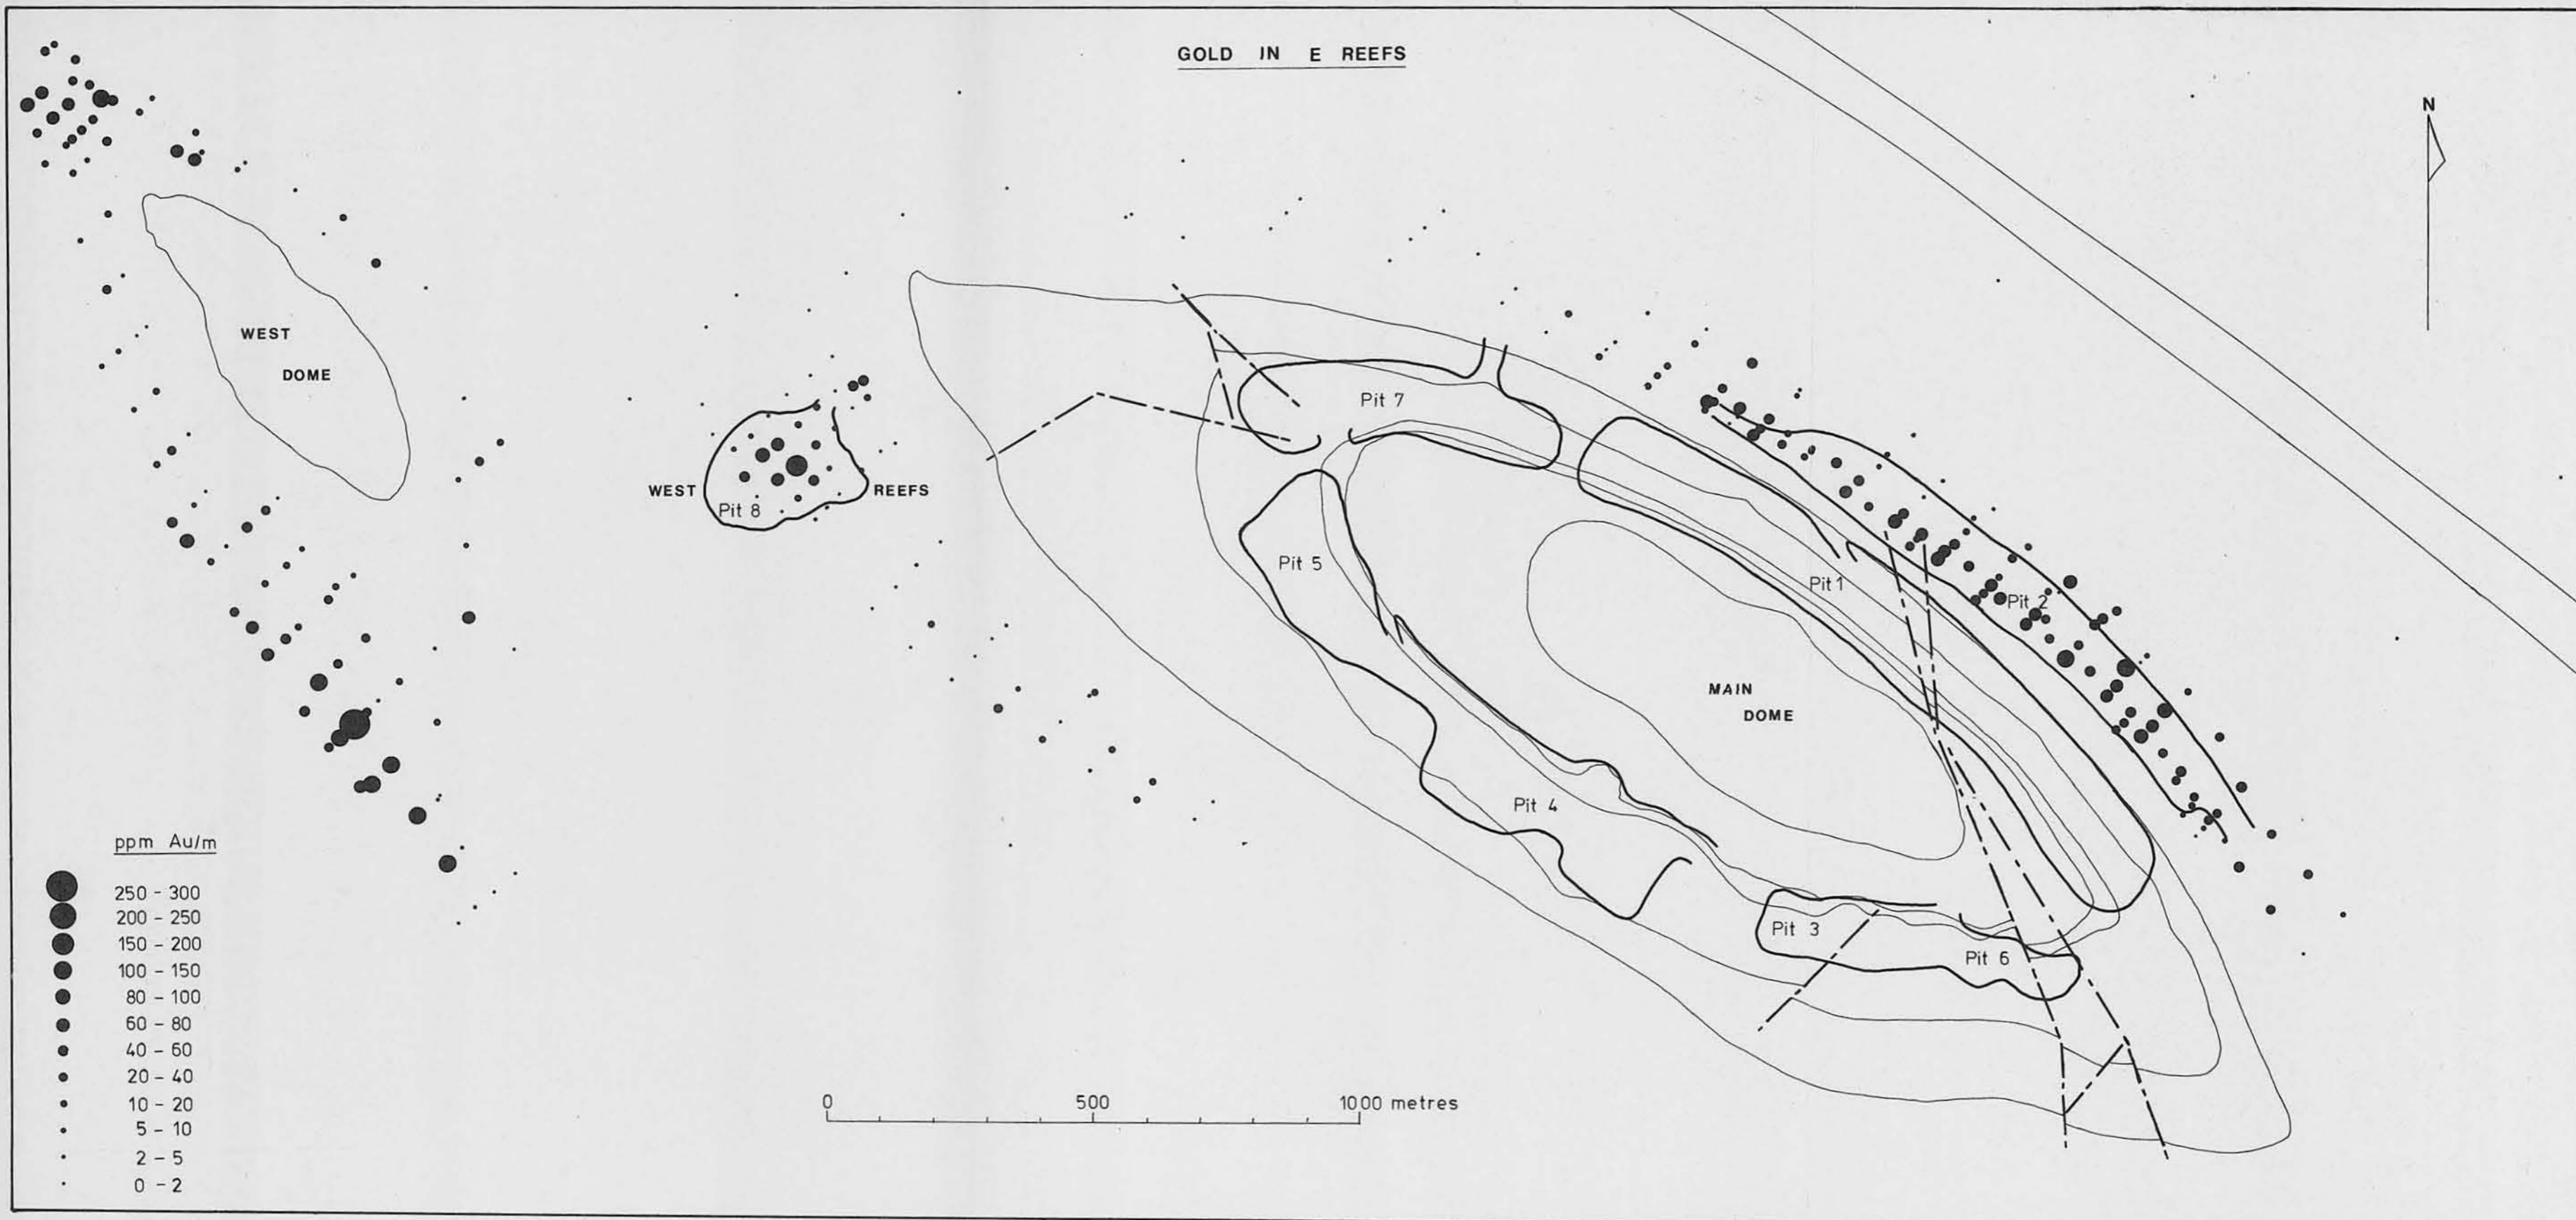 GOLD IN E REEFS
N
WEST
DOME
Pit 7
WEST
REEFS
Pit 8
Pit 5
Pit 1
Pit 2
MAIN
DOME
Pit 4
Pit 3
Pit 6
ppm Au/m
250 - 300
200 - 250
150 - 200
100 - 150
80 - 100
60 - 80
40 - 60
20 - 40
10 - 20
5 - 10
2 - 5
0 - 2
0 500 1000 metres